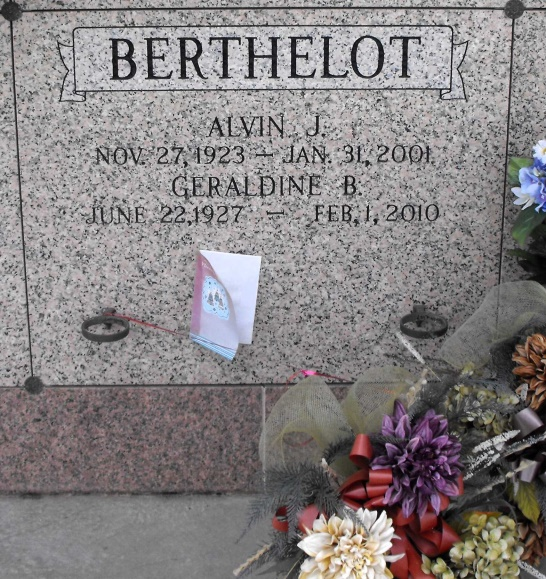 BERTHELOT
ALVIN J.
NOV. 27, 1923 — JAN. 31, 2001
GERALDINE B.
JUNE 22, 1927 — FEB. 1, 2010